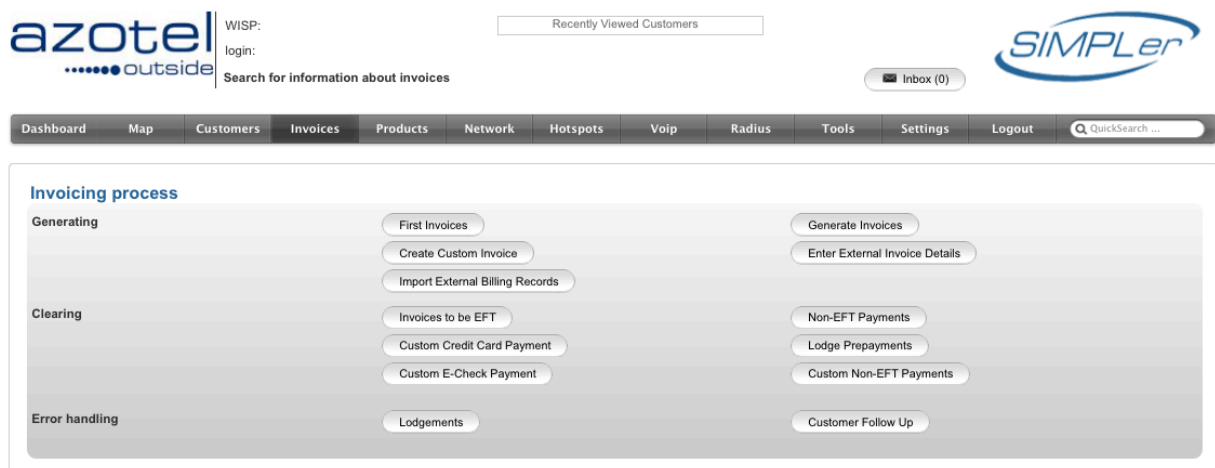 azotel
outside
WISP:
login:
Search for information about invoices
Recently Viewed Customers
Inbox (0)
SIMPLer
Dashboard Map Customers Invoices Products Network Hotspots Voip Radius Tools Settings Logout QuickSearch ...
Invoicing process
Generating First Invoices Generate Invoices
Create Custom Invoice Enter External Invoice Details
Import External Billing Records
Clearing Invoices to be EFT Non-EFT Payments
Custom Credit Card Payment Lodge Prepayments
Custom E-Check Payment Custom Non-EFT Payments
Error handling Lodgements Customer Follow Up